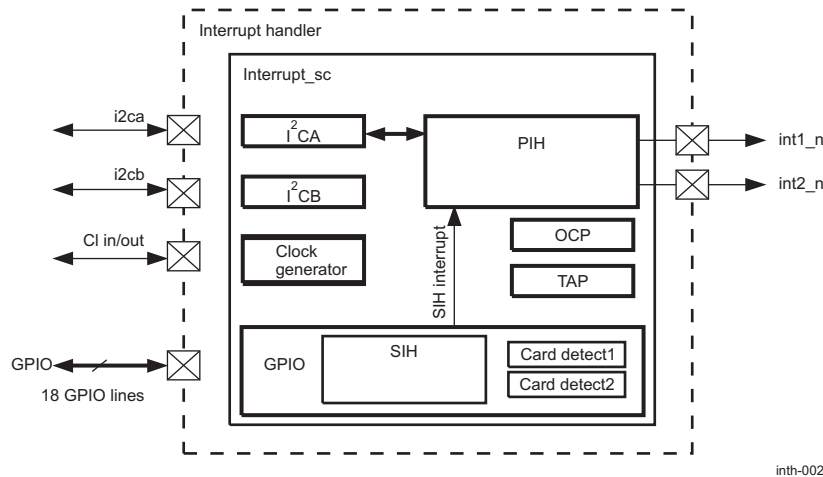 Interrupt handler
Interrupt_sc
i2ca
I²CA
PIH
int1_n
i2cb
I²CB
int2_n
Cl in/out
Clock
generator
SIH interrupt
OCP
TAP
GPIO
18 GPIO lines
GPIO
SIH
Card detect1
Card detect2
inth-002